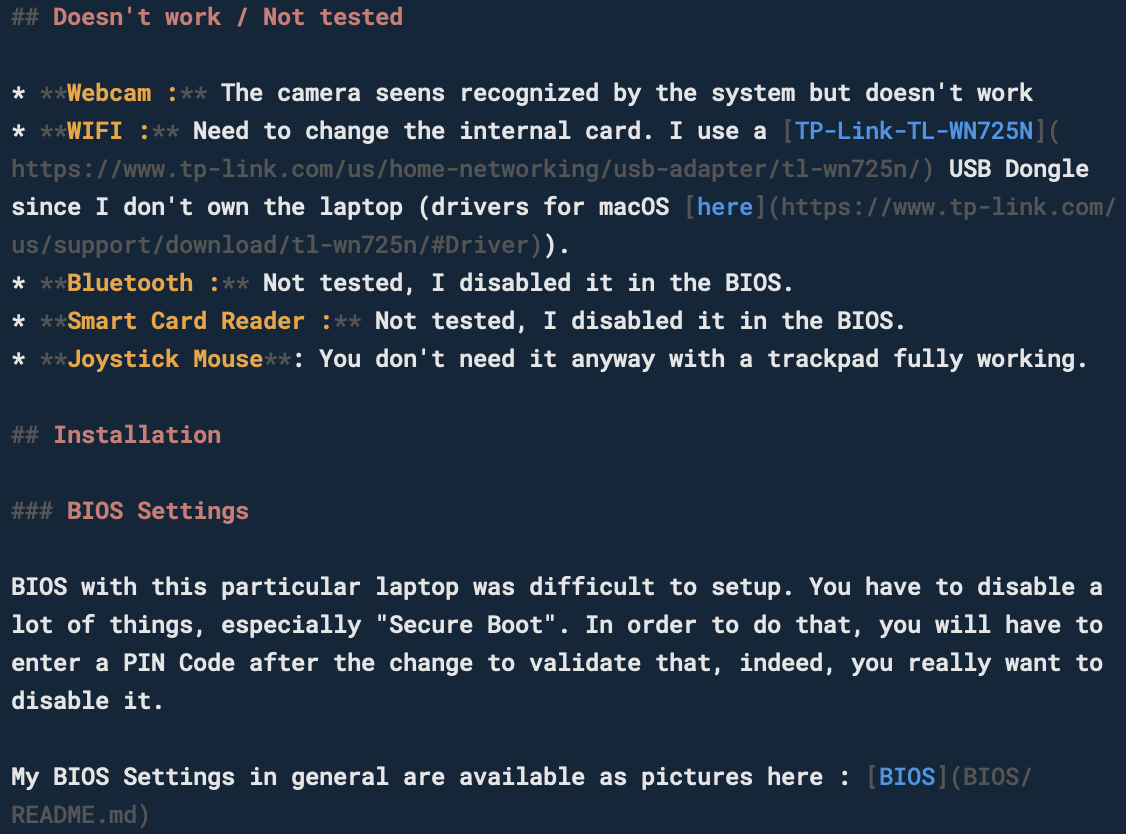 ## Doesn't work / Not tested
* **Webcam :** The camera seens recognized by the system but doesn't work
* **WIFI :** Need to change the internal card. I use a [TP-Link-TL-WN725N](
https://www.tp-link.com/us/home-networking/usb-adapter/tl-wn725n/) USB Dongle
since I don't own the laptop (drivers for macOS [here](https://www.tp-link.com/
us/support/download/tl-wn725n/#Driver)).
* **Bluetooth :** Not tested, I disabled it in the BIOS.
* **Smart Card Reader :** Not tested, I disabled it in the BIOS.
* **Joystick Mouse**: You don't need it anyway with a trackpad fully working.
## Installation
### BIOS Settings
BIOS with this particular laptop was difficult to setup. You have to disable a
lot of things, especially "Secure Boot". In order to do that, you will have to
enter a PIN Code after the change to validate that, indeed, you really want to
disable it.
My BIOS Settings in general are available as pictures here : [BIOS](BIOS/
README.md)